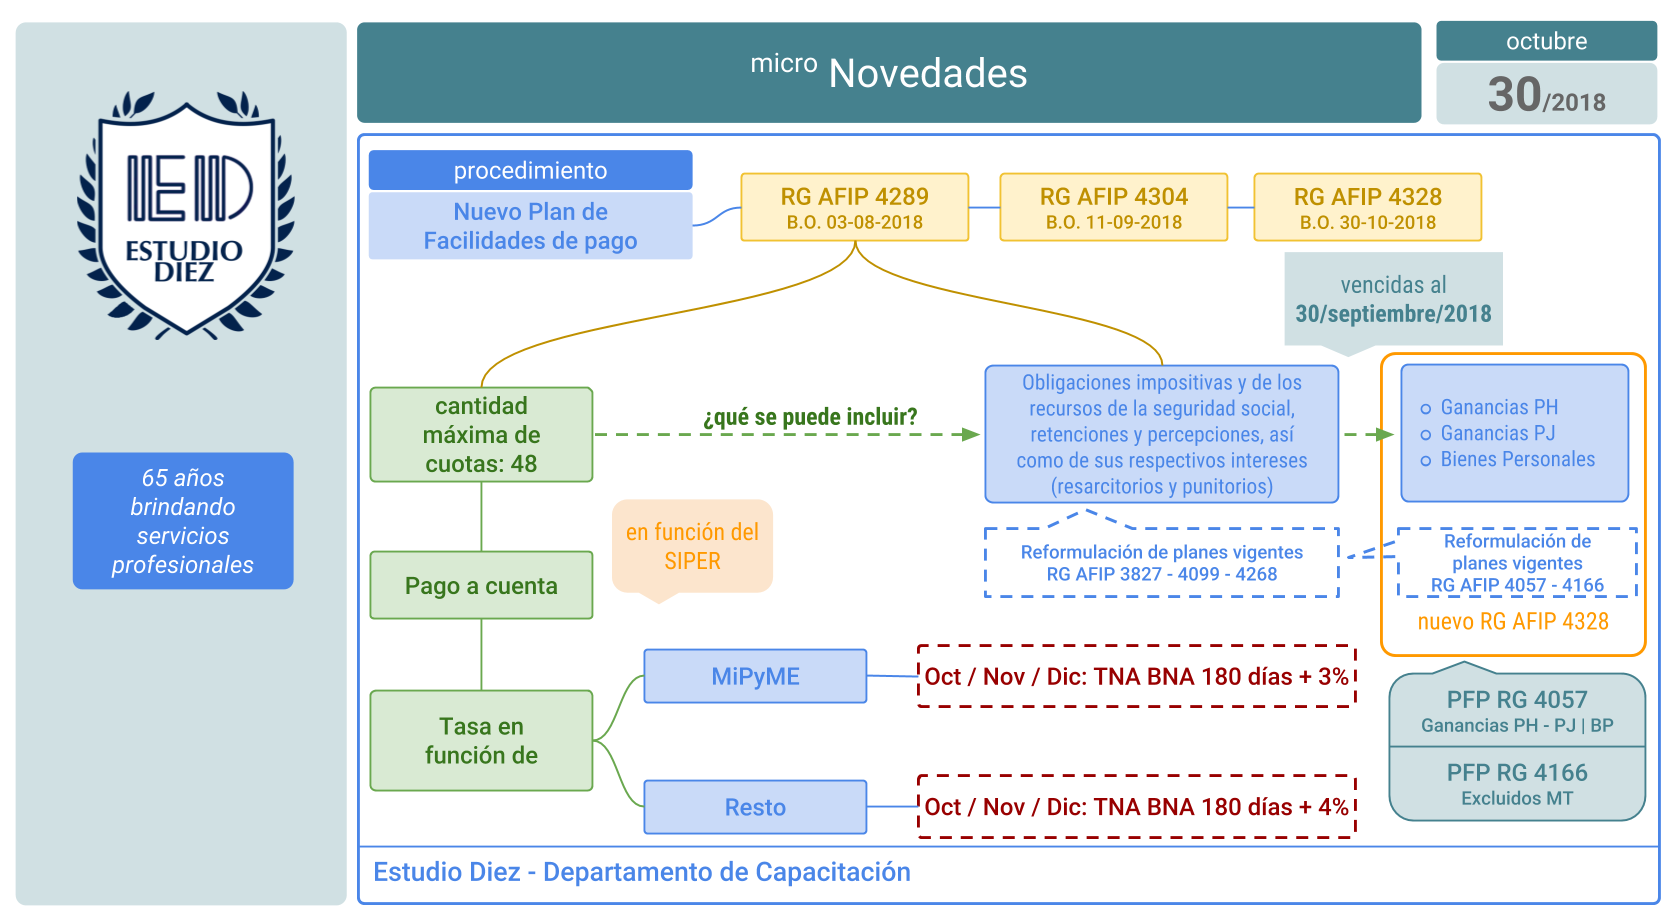 IEID
ESTUDIO
DIEZ
65 años
brindando
servicios
profesionales
micro Novedades
octubre
30/2018
procedimiento
Nuevo Plan de
Facilidades de pago
RG AFIP 4289
B.O. 03-08-2018
RG AFIP 4304
B.O. 11-09-2018
RG AFIP 4328
B.O. 30-10-2018
vencidas al
30/septiembre/2018
cantidad
máxima de
cuotas: 48
¿qué se puede incluir?
Obligaciones impositivas y de los
recursos de la seguridad social,
retenciones y percepciones, así
como de sus respectivos intereses
(resarcitorios y punitorios)
Ganancias PH
Ganancias PJ
Bienes Personales
Reformulación de planes vigentes
RG AFIP 3827 - 4099 - 4268
Reformulación de
planes vigentes
RG AFIP 4057 - 4166
nuevo RG AFIP 4328
en función del
SIPER
Pago a cuenta
Tasa en
función de
MiPyME
Oct / Nov / Dic: TNA BNA 180 días + 3%
Resto
Oct / Nov / Dic: TNA BNA 180 días + 4%
PFP RG 4057
Ganancias PH - PJ | BP
PFP RG 4166
Excluidos MT
Estudio Diez - Departamento de Capacitación